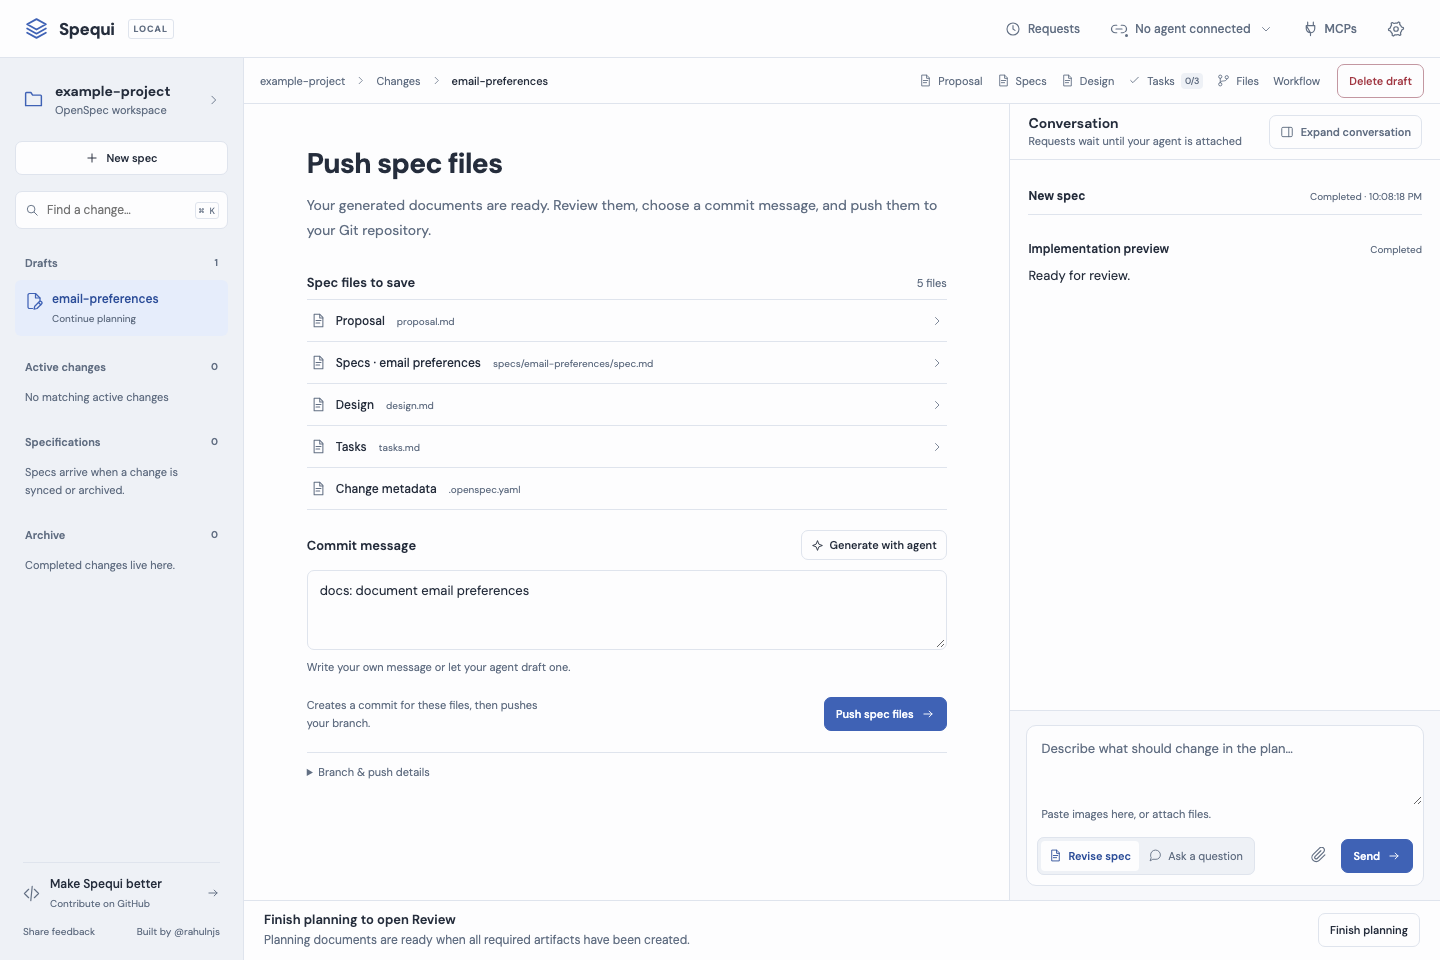 Spequi
LOCAL
Requests
No agent connected
MCPs
example-project
OpenSpec workspace
New spec
Find a change...
⌘ K
Drafts
1
email-preferences
Continue planning
Active changes
0
No matching active changes
Specifications
0
Specs arrive when a change is
synced or archived.
Archive
0
Completed changes live here.
Make Spequi better
Contribute on GitHub
Share feedback
Built by @rahulnjs
example-project
Changes
email-preferences
Proposal
Specs
Design
Tasks
0/3
Files
Workflow
Delete draft
Push spec files
Your generated documents are ready. Review them, choose a commit message, and push them to
your Git repository.
Spec files to save
5 files
Proposal proposal.md
Specs · email preferences specs/email-preferences/spec.md
Design design.md
Tasks tasks.md
Change metadata .openspec.yaml
Commit message
Generate with agent
docs: document email preferences
Write your own message or let your agent draft one.
Creates a commit for these files, then pushes
your branch.
Push spec files
Branch & push details
Conversation
Requests wait until your agent is attached
Expand conversation
New spec
Completed · 10:08:18 PM
Implementation preview
Completed
Ready for review.
Describe what should change in the plan...
Paste images here, or attach files.
Revise spec
Ask a question
Send
Finish planning to open Review
Planning documents are ready when all required artifacts have been created.
Finish planning